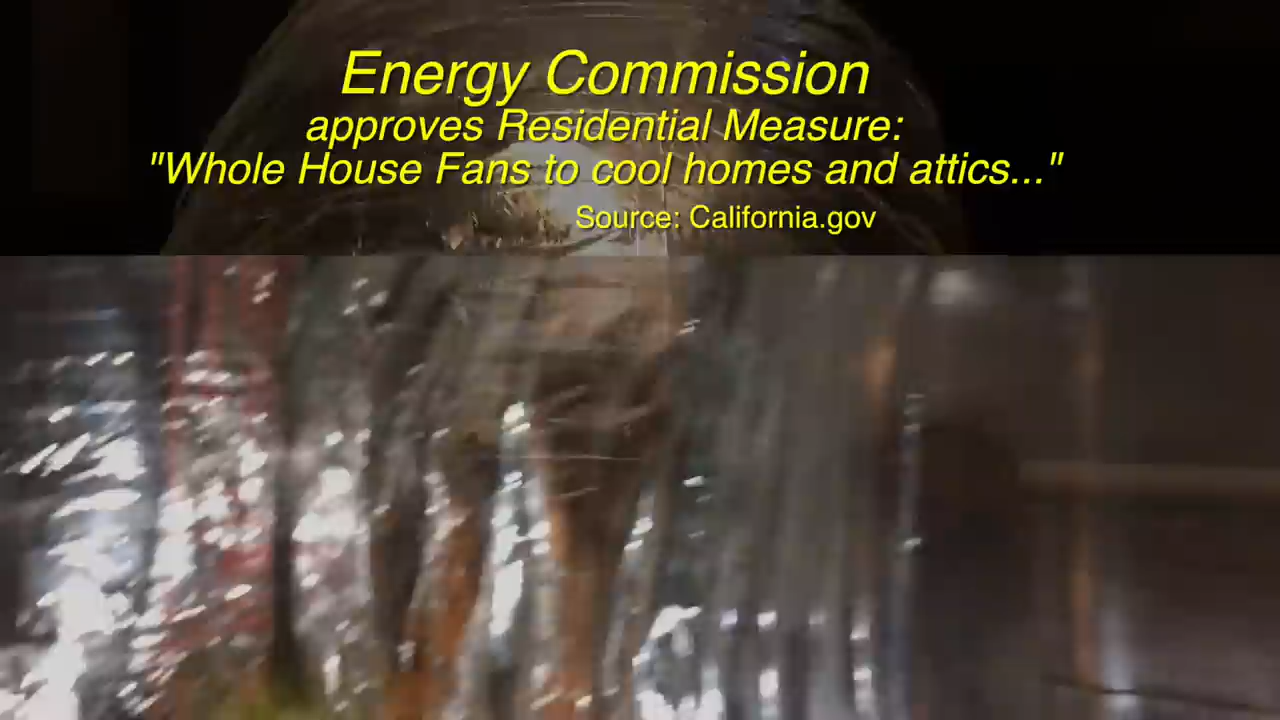 Energy Commission
approves Residential Measure:
"Whole House Fans to cool homes and attics..."
Source: California.gov